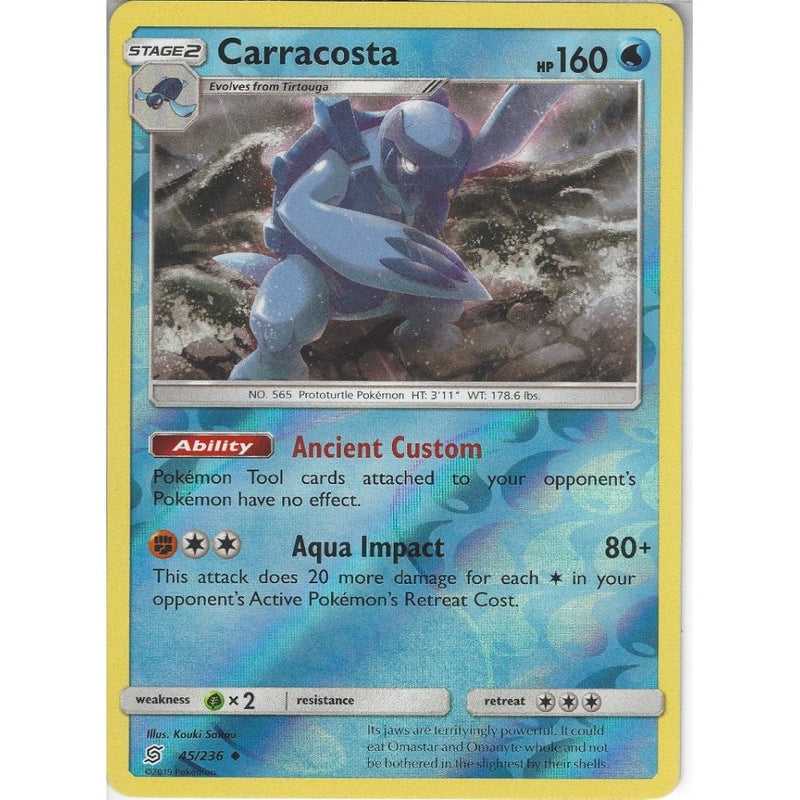 STAGE2 Carracosta HP 160
Evolves from Tirtouga
NO. 565 Prototurtle Pokémon HT: 3'11" WT: 178.6 lbs.
Ability Ancient Custom
Pokémon Tool cards attached to your opponent's
Pokémon have no effect.
Aqua Impact 80+
This attack does 20 more damage for each in your
opponent's Active Pokémon's Retreat Cost.
weakness ×2 resistance retreat
Illus. Kouki Saitou
45/236
©2019 Pokémon
Its jaws are terrifyingly powerful. It could
eat Omastar and Omanyte whole and not
be bothered in the slightest by their shells.